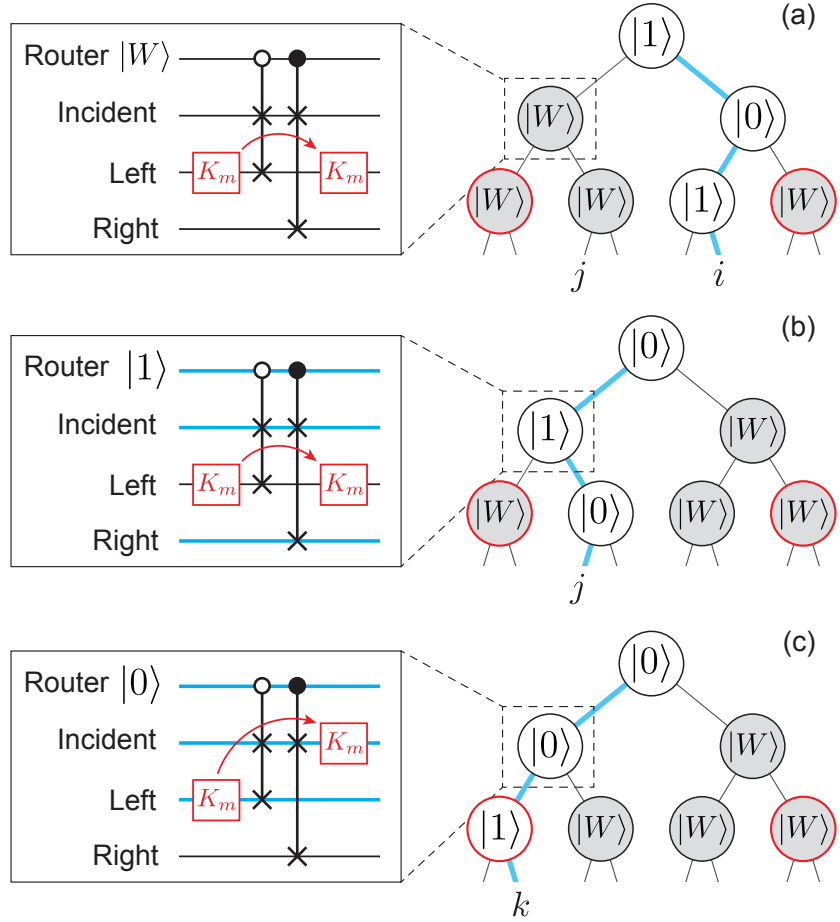 (a)
Router |W⟩
Incident
Left K_m K_m
Right
|1⟩
|W⟩ |0⟩
|W⟩ |W⟩ |1⟩ |W⟩
j i
(b)
Router |1⟩
Incident
Left K_m K_m
Right
|0⟩
|1⟩ |W⟩
|W⟩ |0⟩ |W⟩ |W⟩
j
(c)
Router |0⟩
Incident K_m
Left K_m
Right
|0⟩
|0⟩ |W⟩
|1⟩ |W⟩ |W⟩ |W⟩
k